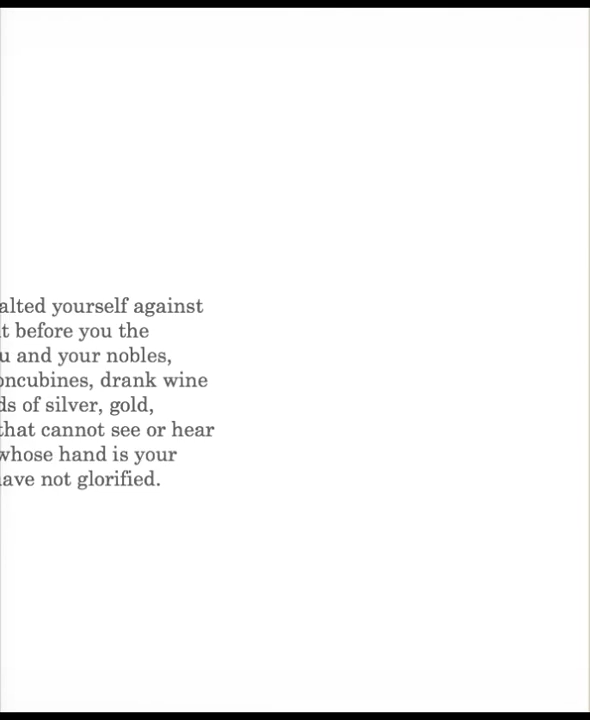 alted yourself against
t before you the
u and your nobles,
oncubines, drank wine
ds of silver, gold,
that cannot see or hear
whose hand is your
ave not glorified.